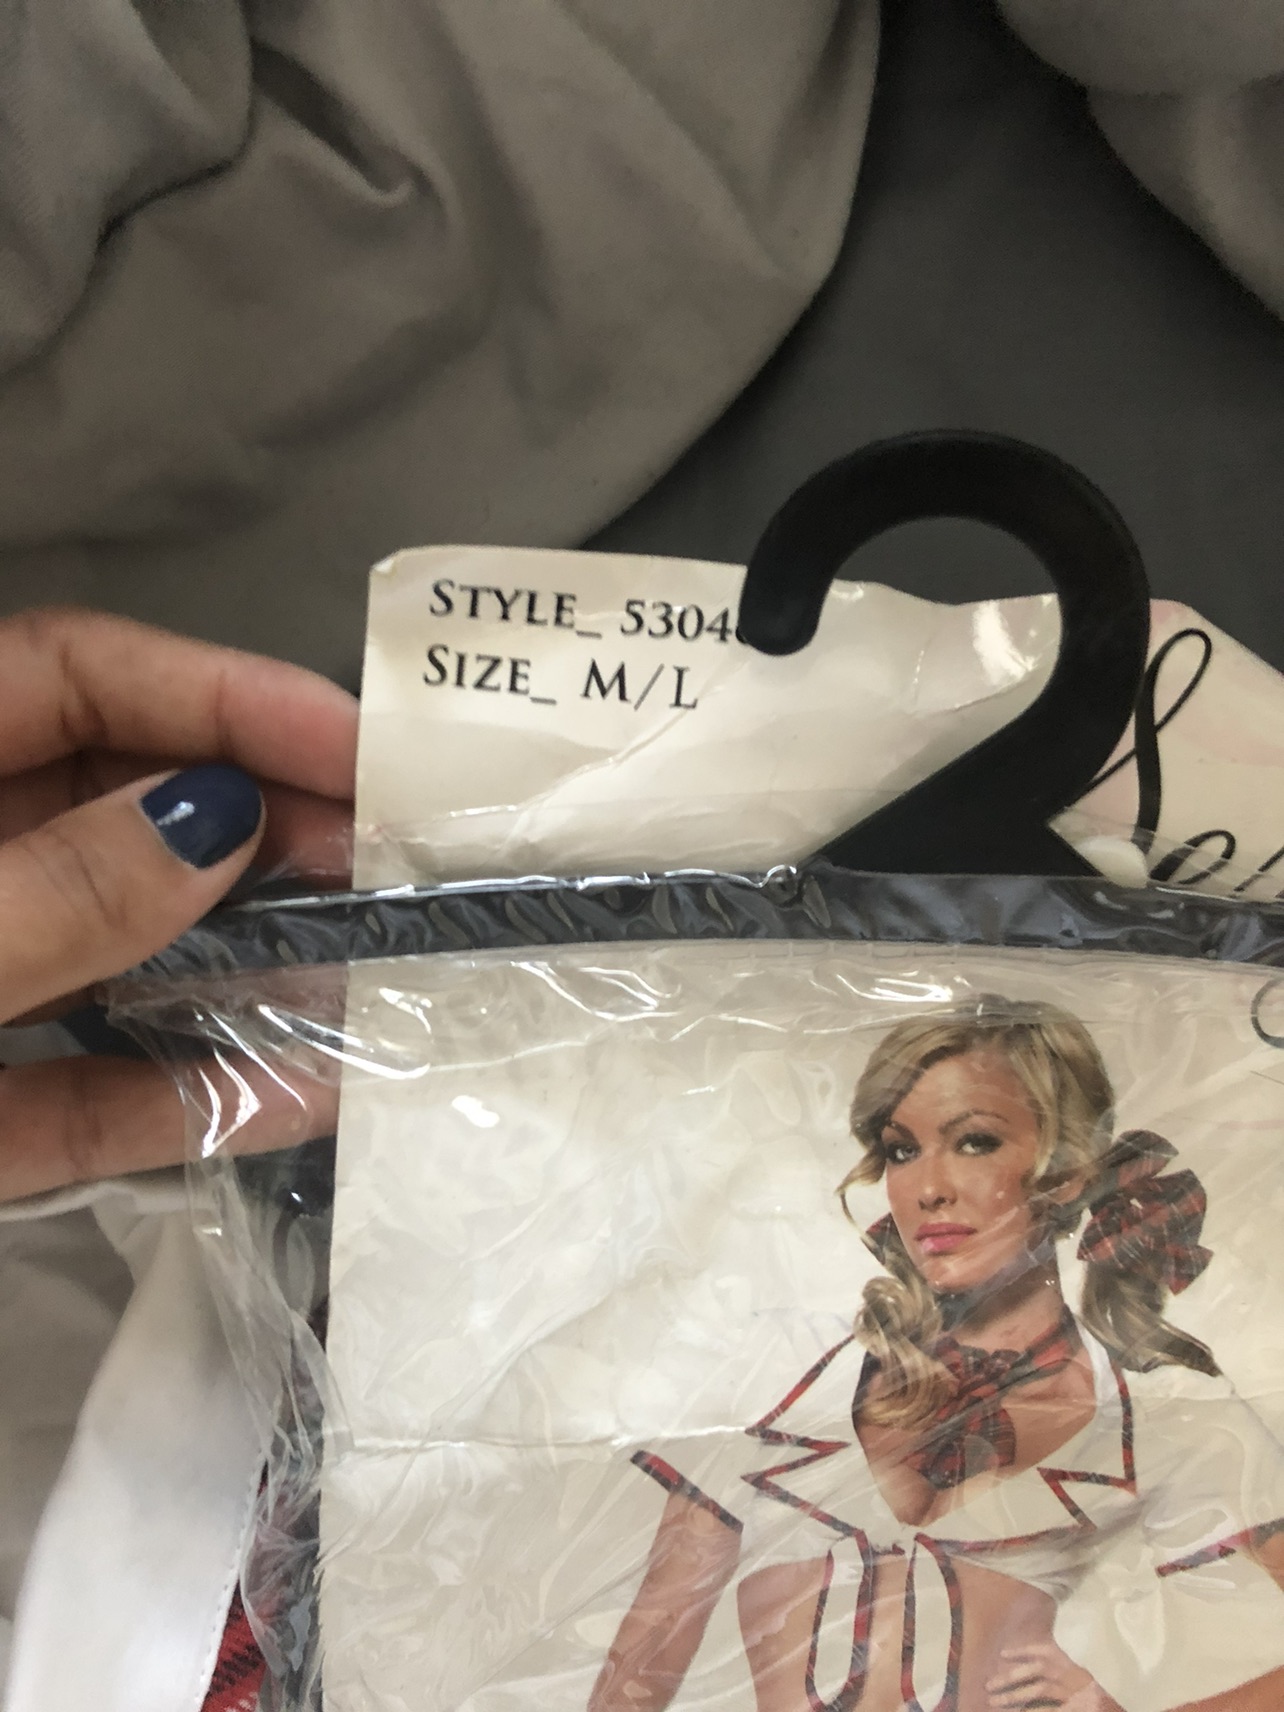 STYLE_ 5304
SIZE_ M/L